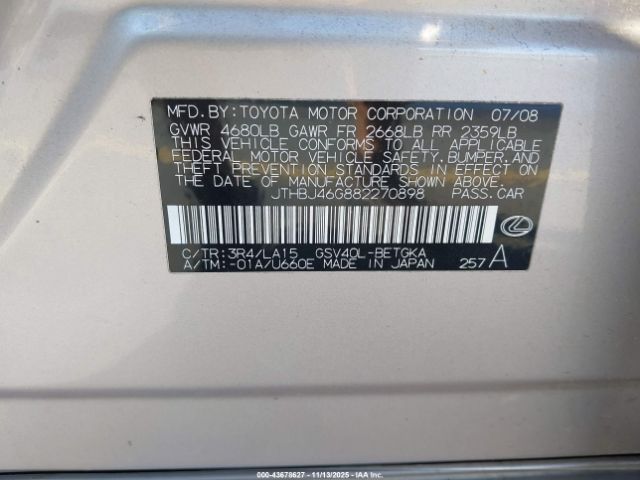 MFD.BY:TOYOTA MOTOR CORPORATION 07/08
GVWR 4680LB GAWR FR 2668LB RR 2359LB
THIS VEHICLE CONFORMS TO ALL APPLICABLE
FEDERAL MOTOR VEHICLE SAFETY,BUMPER,AND
THEFT PREVENTION STANDARDS IN EFFECT ON
THE DATE OF MANUFACTURE SHOWN ABOVE.
JTHBJ46G882270898 PASS.CAR
C/TR:3R4/LA15 GSV40L-BETGKA
A/TM:-01A/U660E MADE IN JAPAN 257 A
000-43678627 - 11/13/2025 - IAA Inc.